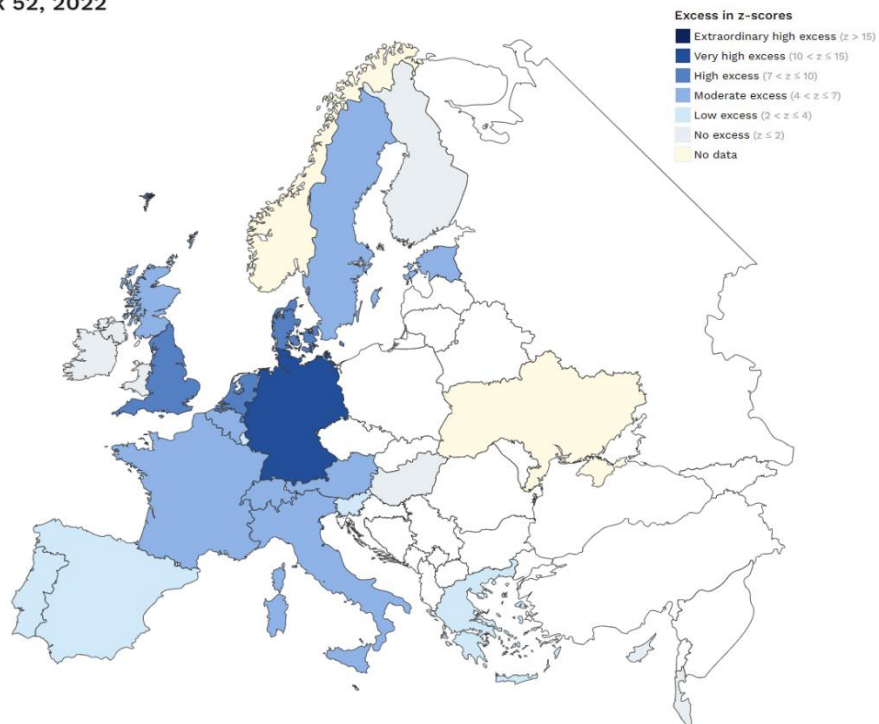 52, 2022
Excess in z-scores
Extraordinary high excess (z > 15)
Very high excess (10 < z ≤ 15)
High excess (7 < z ≤ 10)
Moderate excess (4 < z ≤ 7)
Low excess (2 < z ≤ 4)
No excess (z ≤ 2)
No data